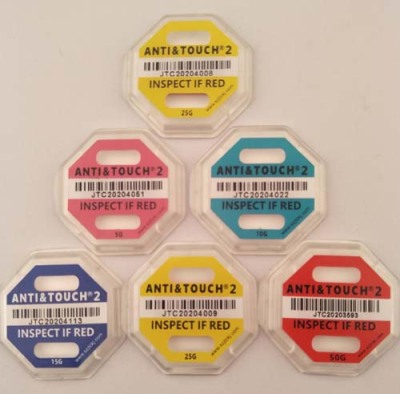 ANTI&TOUCH® 2
JTC20204008
INSPECT IF RED
25G
ANTI&TOUCH® 2
JTC20204051
INSPECT IF RED
5G
ANTI&TOUCH® 2
JTC20204022
INSPECT IF RED
ANTI&TOUCH® 2
JTC20204113
INSPECT IF RED
15G
ANTI&TOUCH® 2
JTC20204009
INSPECT IF RED
25G
ANTI&TOUCH® 2
JTC20203593
INSPECT IF RED
50G